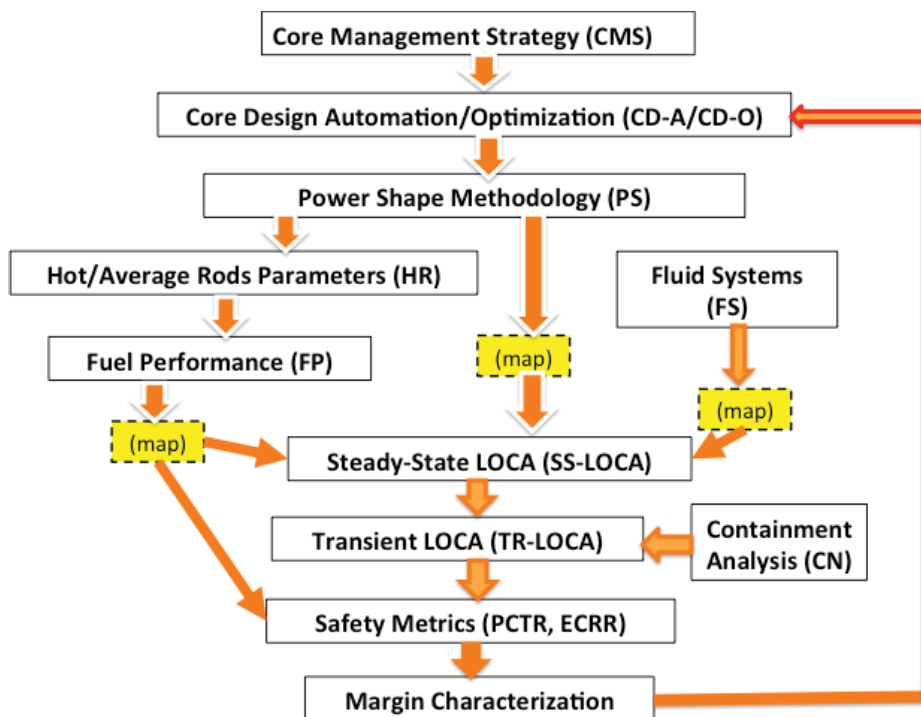 Core Management Strategy (CMS)
Core Design Automation/Optimization (CD-A/CD-O)
Power Shape Methodology (PS)
Hot/Average Rods Parameters (HR)
Fluid Systems
(FS)
Fuel Performance (FP)
(map)
(map)
(map)
Steady-State LOCA (SS-LOCA)
Transient LOCA (TR-LOCA)
Containment
Analysis (CN)
Safety Metrics (PCTR, ECRR)
Margin Characterization